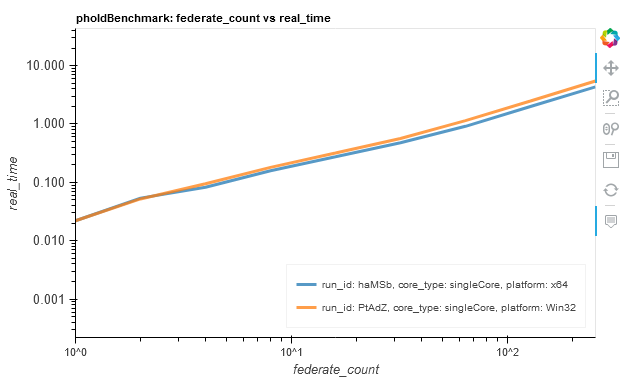 pholdBenchmark: federate_count vs real_time
10.000
1.000
0.100
0.010
0.001
real_time
run_id: haMSb, core_type: singleCore, platform: x64
run_id: PtAdZ, core_type: singleCore, platform: Win32
10^0
10^1
10^2
federate_count